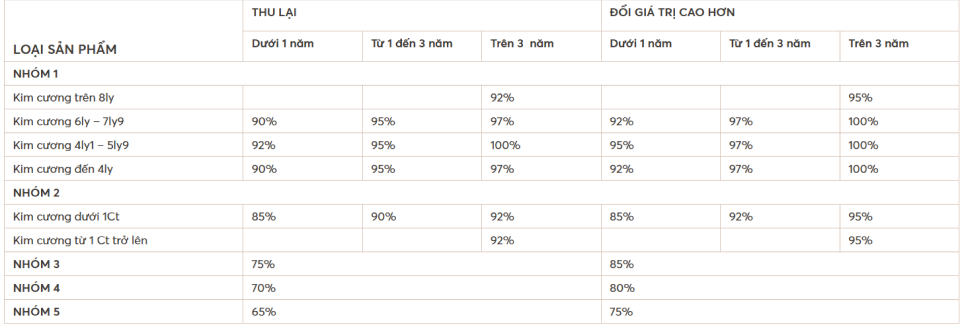 LOẠI SẢN PHẨM THU LẠI ĐỔI GIÁ TRỊ CAO HƠN
Dưới 1 năm Từ 1 đến 3 năm Trên 3 năm Dưới 1 năm Từ 1 đến 3 năm Trên 3 năm
NHÓM 1
Kim cương trên 8ly 92% 95%
Kim cương 6ly – 7ly9 90% 95% 97% 92% 97% 100%
Kim cương 4ly1 – 5ly9 92% 95% 100% 95% 97% 100%
Kim cương đến 4ly 90% 95% 97% 92% 97% 100%
NHÓM 2
Kim cương dưới 1Ct 85% 90% 92% 85% 92% 95%
Kim cương từ 1 Ct trở lên 92% 95%
NHÓM 3 75% 85%
NHÓM 4 70% 80%
NHÓM 5 65% 75%